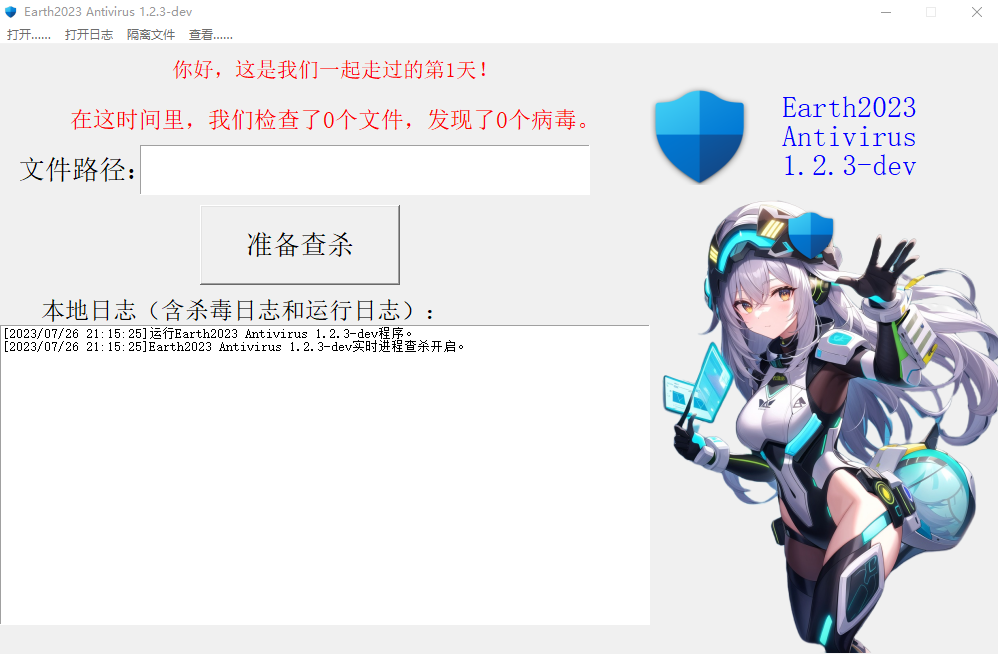 Earth2023 Antivirus 1.2.3-dev
打开…… 打开日志 隔离文件 查看……
你好，这是我们一起走过的第1天！
在这时间里，我们检查了0个文件，发现了0个病毒。
文件路径：
准备查杀
本地日志（含杀毒日志和运行日志）：
[2023/07/26 21:15:25]运行Earth2023 Antivirus 1.2.3-dev程序。
[2023/07/26 21:15:25]Earth2023 Antivirus 1.2.3-dev实时进程查杀开启。
Earth2023
Antivirus
1.2.3-dev